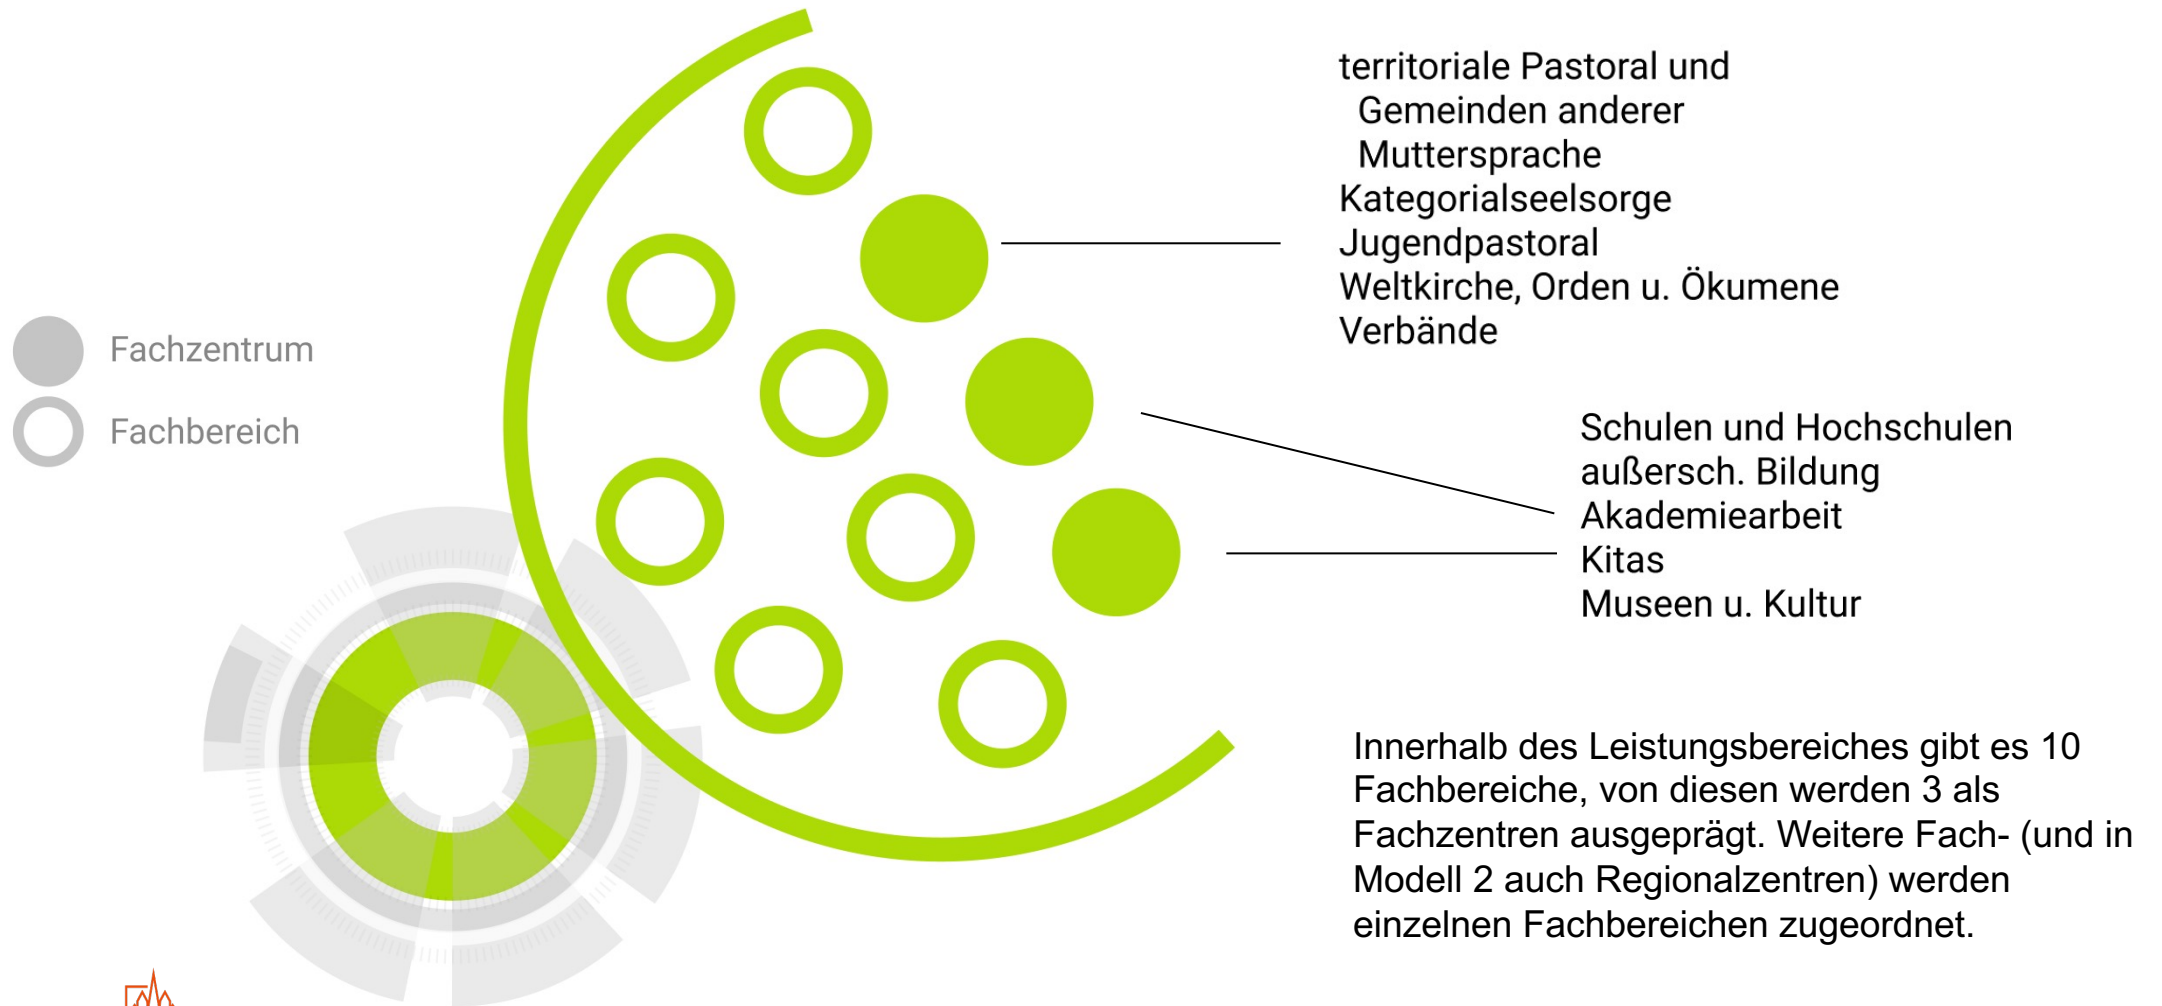 territoriale Pastoral und
Gemeinden anderer
Muttersprache
Kategorialseelsorge
Jugendpastoral
Weltkirche, Orden u. Ökumene
Verbände
Fachzentrum
Fachbereich
Schulen und Hochschulen
außersch. Bildung
Akademiearbeit
Kitas
Museen u. Kultur
Innerhalb des Leistungsbereiches gibt es 10
Fachbereiche, von diesen werden 3 als
Fachzentren ausgeprägt. Weitere Fach- (und in
Modell 2 auch Regionalzentren) werden
einzelnen Fachbereichen zugeordnet.